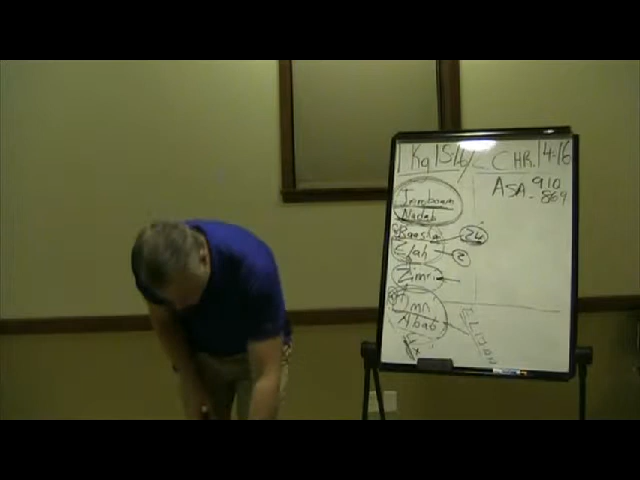 1 Kg 15-16/2 CHR. 14-16
ASA 910
- 869
Jeroboam
Nadab
Baasha 24
Elah 2
Zimri
Omri
Ahab
ELIJAH